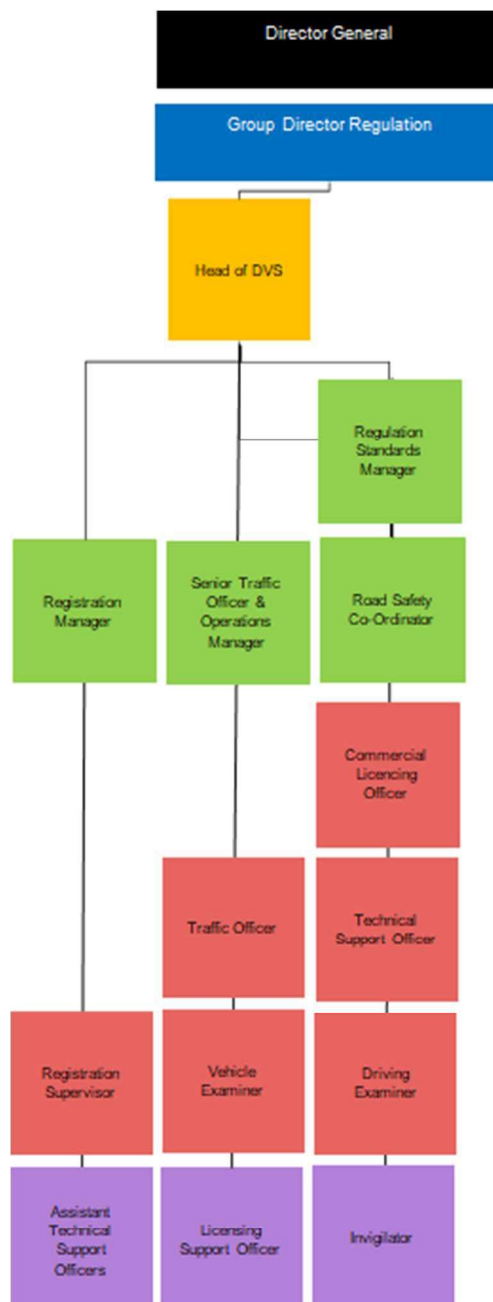 Director General
Group Director Regulation
Head of DVS
Regulation
Standards
Manager
Registration
Manager
Senior Traffic
Officer &
Operations
Manager
Road Safety
Co-Ordinator
Commercial
Licencing
Officer
Traffic Officer
Technical
Support Officer
Registration
Supervisor
Vehicle
Examiner
Driving
Examiner
Assistant
Technical
Support
Officers
Licensing
Support Officer
Invigilator